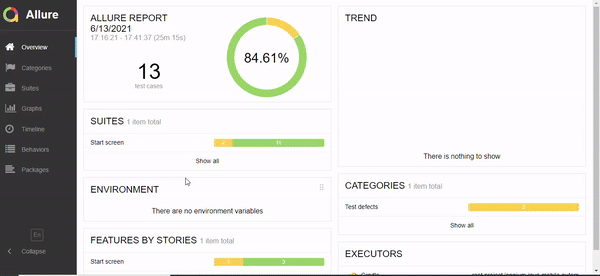 Allure
Overview
Categories
Suites
Graphs
Timeline
Behaviors
Packages
En
Collapse
ALLURE REPORT
6/13/2021
17:16:21 - 17:41:37 (25m 15s)
13
test cases
84.61%
SUITES 1 item total
Start screen
2
11
Show all
ENVIRONMENT
There are no environment variables
FEATURES BY STORIES 1 item total
Start screen
1
3
TREND
There is nothing to show
CATEGORIES 1 item total
Test defects
2
Show all
EXECUTORS